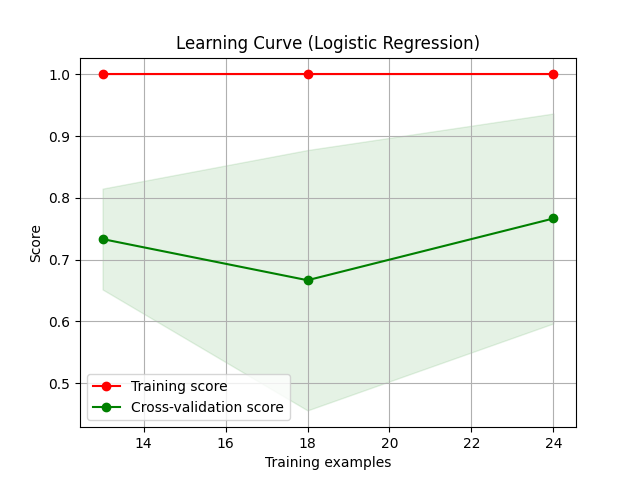 Learning Curve (Logistic Regression)
1.0
0.9
0.8
0.7
0.6
0.5
Score
Training score
Cross-validation score
14
16
18
20
22
24
Training examples